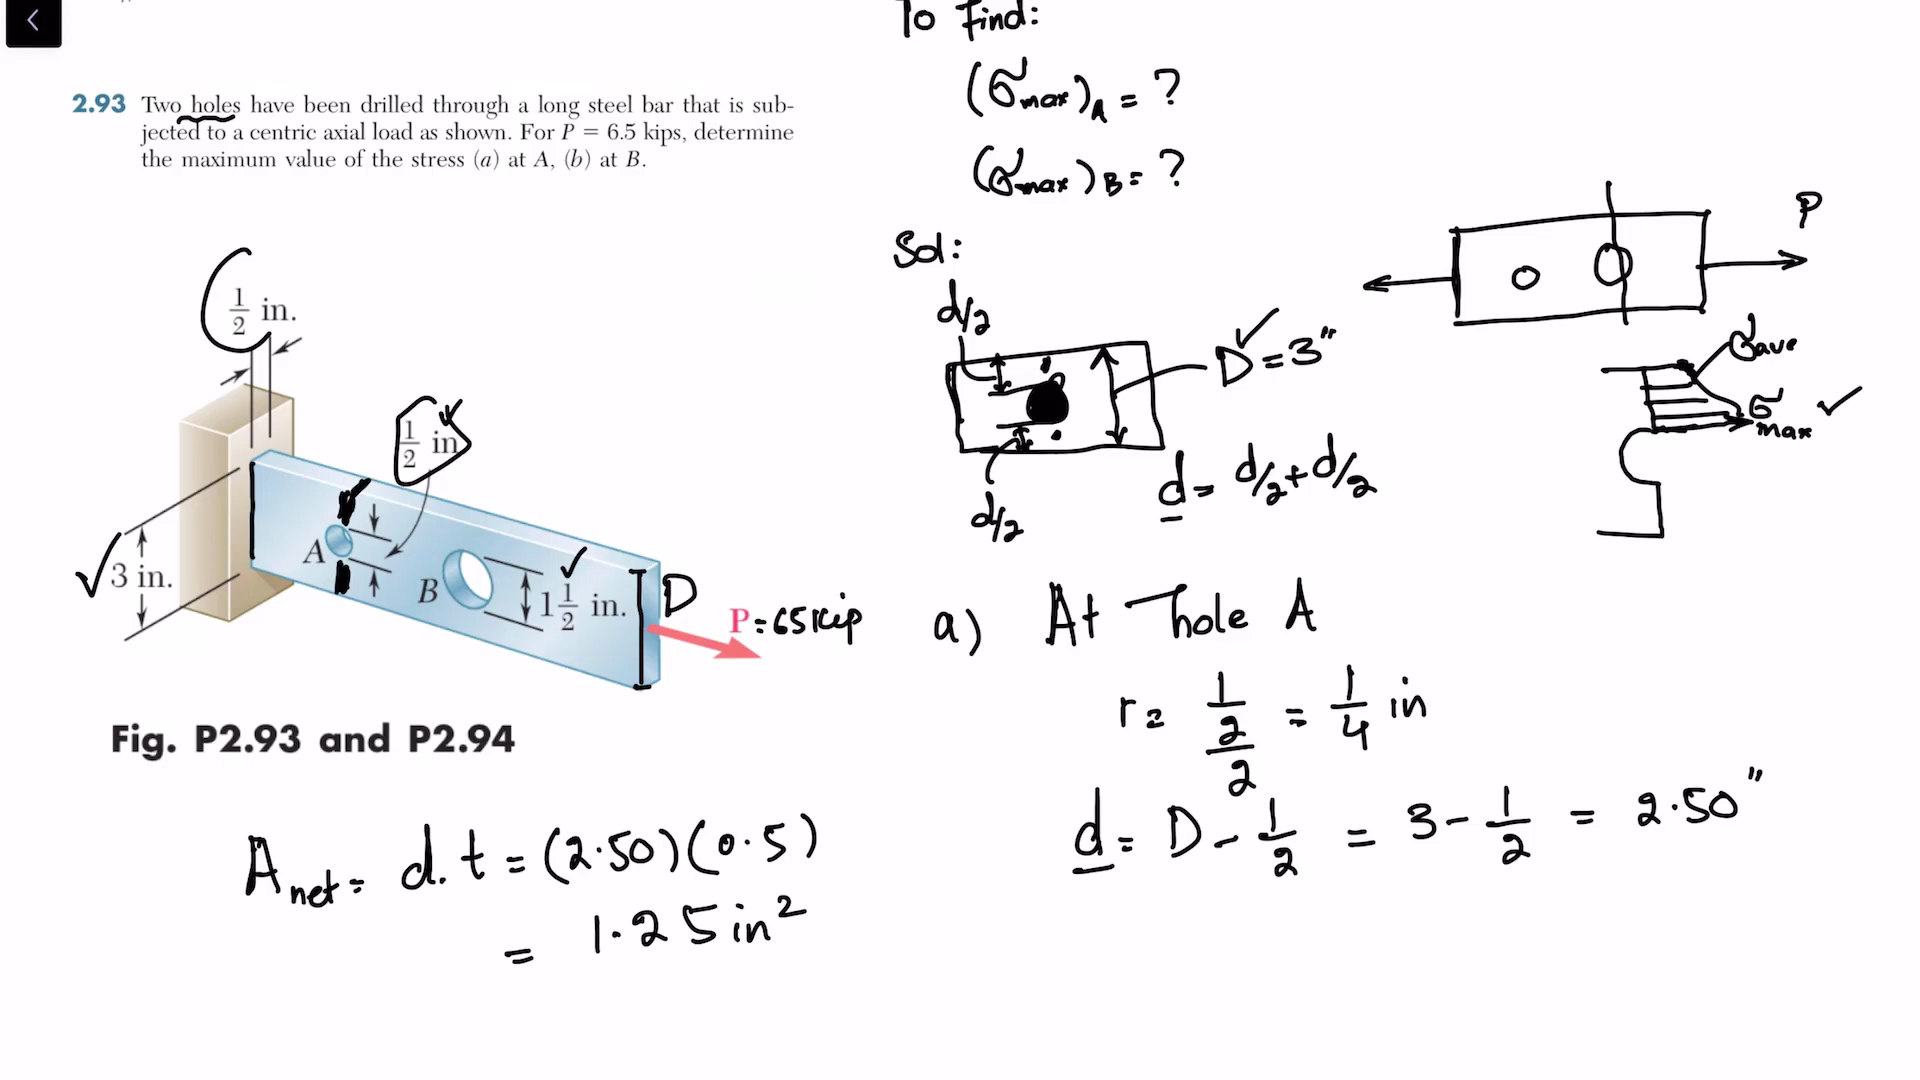 2.93 Two holes have been drilled through a long steel bar that is sub-
jected to a centric axial load as shown. For P = 6.5 kips, determine
the maximum value of the stress (a) at A, (b) at B.
1/2 in.
1/2 in
3 in.
A
B
1 1/2 in.
D
P = 65 kip
Fig. P2.93 and P2.94
A net = d.t = (2.50)(0.5)
= 1.25 in²
To Find:
(σmax)A = ?
(σmax)B = ?
Sol:
d/2
D = 3"
d/2
d = d/2 + d/2
P
σave
σmax
a) At hole A
r = 1/2/2 = 1/4 in
d = D - 1/2 = 3 - 1/2 = 2.50"